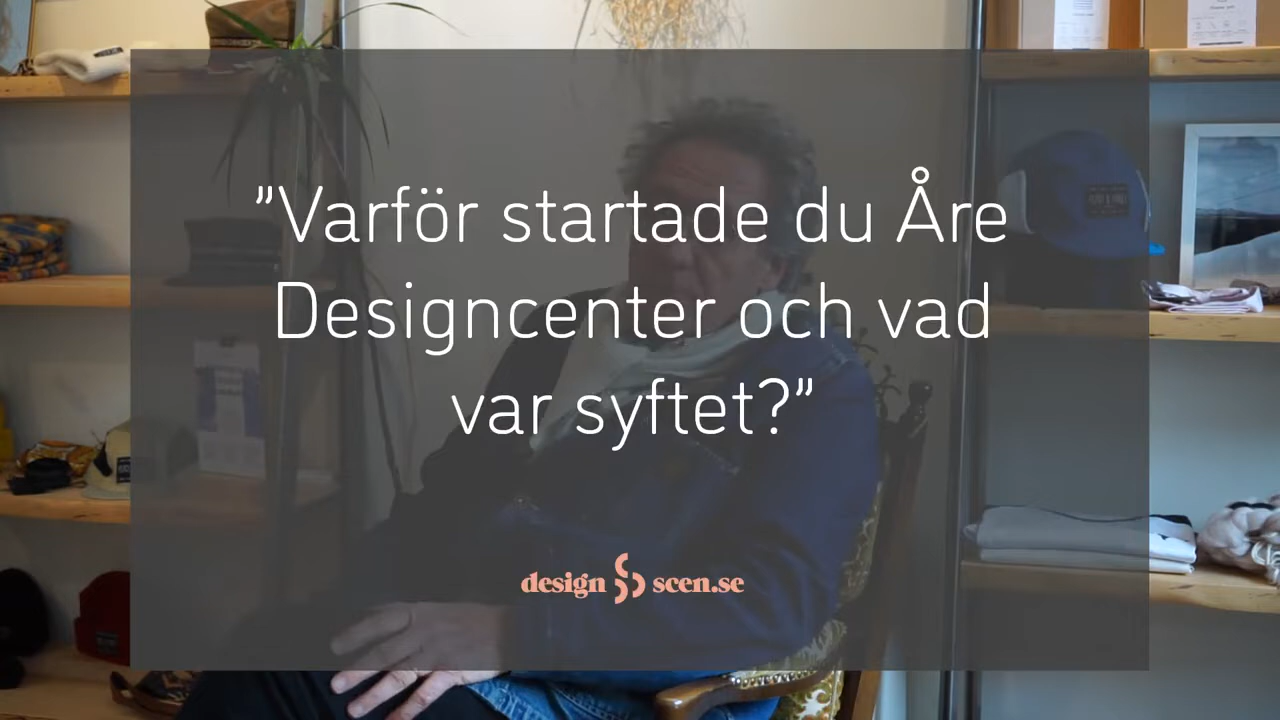 ”Varför startade du Åre
Designcenter och vad
var syftet?”
design scen.se